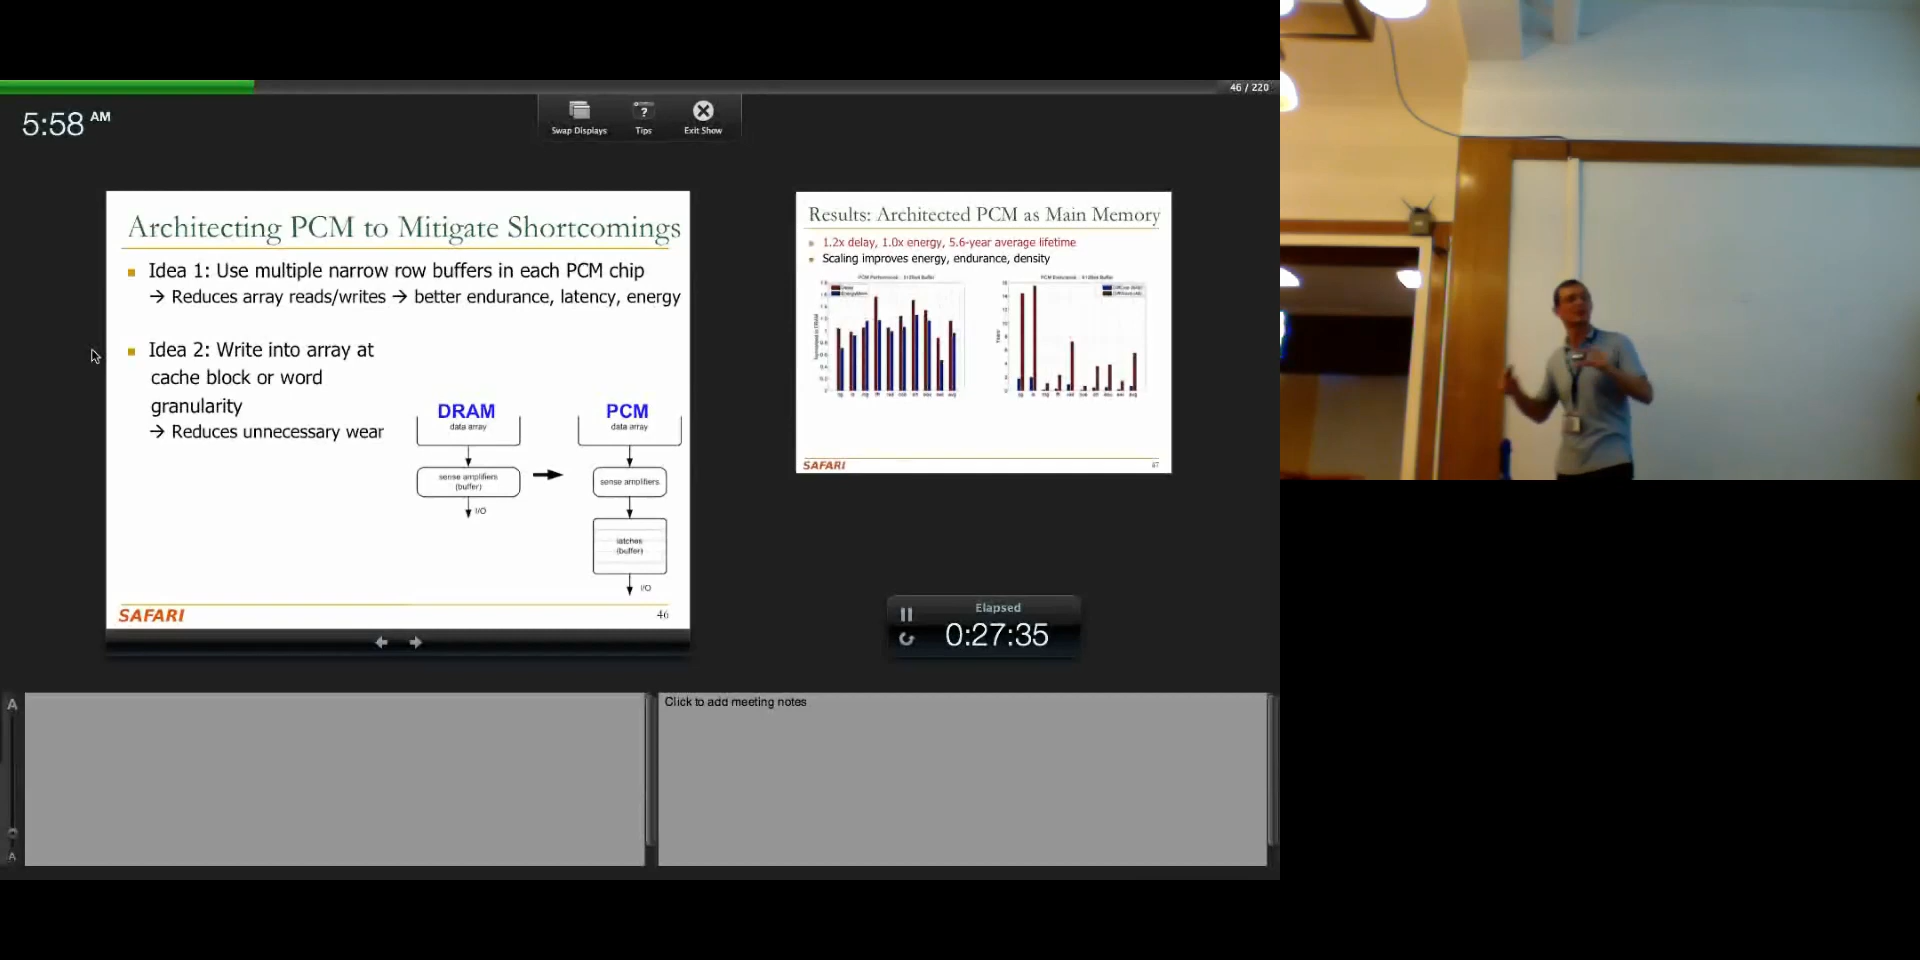 46 / 220
5:58 AM
Swap Displays
Tips
Exit Show
Architecting PCM to Mitigate Shortcomings
Idea 1: Use multiple narrow row buffers in each PCM chip
→ Reduces array reads/writes → better endurance, latency, energy
Idea 2: Write into array at
cache block or word
granularity
→ Reduces unnecessary wear
DRAM
data array
sense amplifiers
(buffer)
I/O
PCM
data array
sense amplifiers
latches
(buffer)
I/O
SAFARI
46
Results: Architected PCM as Main Memory
1.2x delay, 1.0x energy, 5.6-year average lifetime
Scaling improves energy, endurance, density
SAFARI
47
Elapsed
0:27:35
A
A
Click to add meeting notes